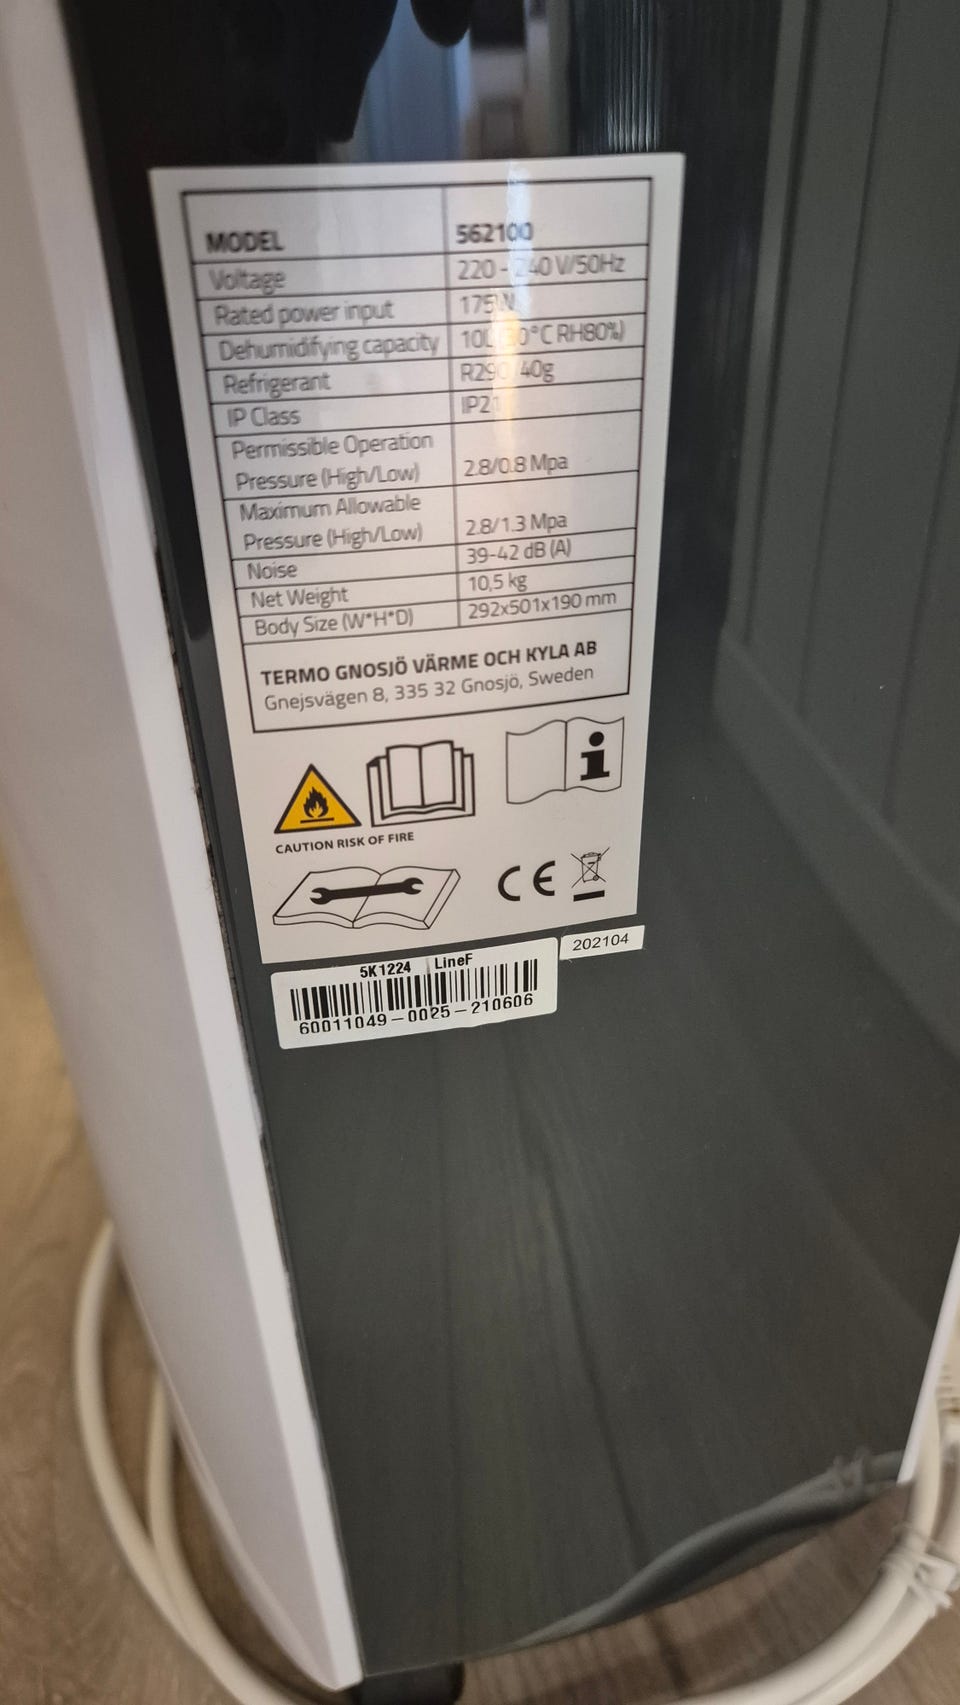 MODEL 562100
Voltage 220 - 240 V/50Hz
Rated power input 175W
Dehumidifying capacity 10L °C RH80%)
Refrigerant R290 40g
IP Class IP21
Permissible Operation
Pressure (High/Low) 2.8/0.8 Mpa
Maximum Allowable
Pressure (High/Low) 2.8/1.3 Mpa
Noise 39-42 dB (A)
Net Weight 10,5 kg
Body Size (W*H*D) 292x501x190 mm
TERMO GNOSJÖ VÄRME OCH KYLA AB
Gnejsvägen 8, 335 32 Gnosjö, Sweden
CAUTION RISK OF FIRE
CE
202104
5K1224 LineF
60011049-0025-210606